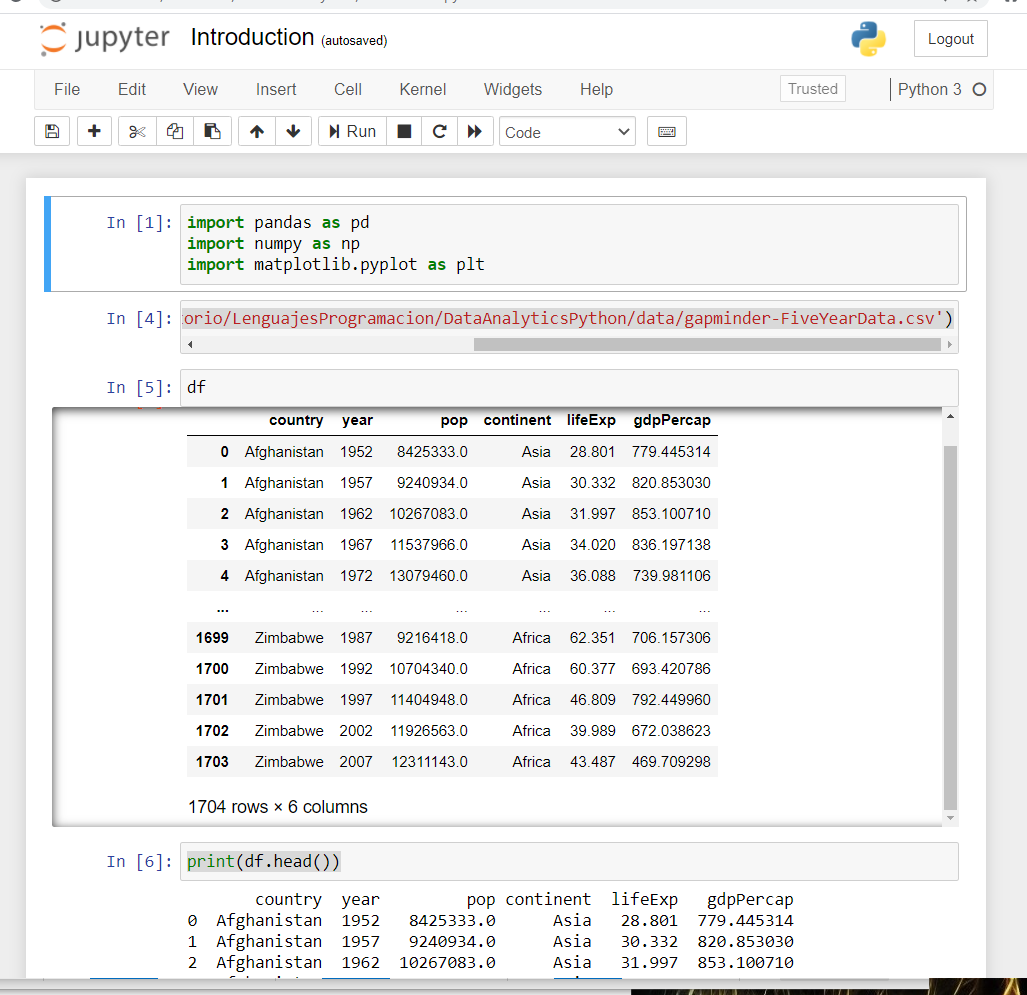 jupyter Introduction (autosaved) Logout
File Edit View Insert Cell Kernel Widgets Help Trusted Python 3
Run Code
In [1]: import pandas as pd
import numpy as np
import matplotlib.pyplot as plt
In [4]: orio/LenguajesProgramacion/DataAnalyticsPython/data/gapminder-FiveYearData.csv')
In [5]: df
country year pop continent lifeExp gdpPercap
0 Afghanistan 1952 8425333.0 Asia 28.801 779.445314
1 Afghanistan 1957 9240934.0 Asia 30.332 820.853030
2 Afghanistan 1962 10267083.0 Asia 31.997 853.100710
3 Afghanistan 1967 11537966.0 Asia 34.020 836.197138
4 Afghanistan 1972 13079460.0 Asia 36.088 739.981106
... ... ... ... ... ... ...
1699 Zimbabwe 1987 9216418.0 Africa 62.351 706.157306
1700 Zimbabwe 1992 10704340.0 Africa 60.377 693.420786
1701 Zimbabwe 1997 11404948.0 Africa 46.809 792.449960
1702 Zimbabwe 2002 11926563.0 Africa 39.989 672.038623
1703 Zimbabwe 2007 12311143.0 Africa 43.487 469.709298
1704 rows × 6 columns
In [6]: print(df.head())
country year pop continent lifeExp gdpPercap
0 Afghanistan 1952 8425333.0 Asia 28.801 779.445314
1 Afghanistan 1957 9240934.0 Asia 30.332 820.853030
2 Afghanistan 1962 10267083.0 Asia 31.997 853.100710